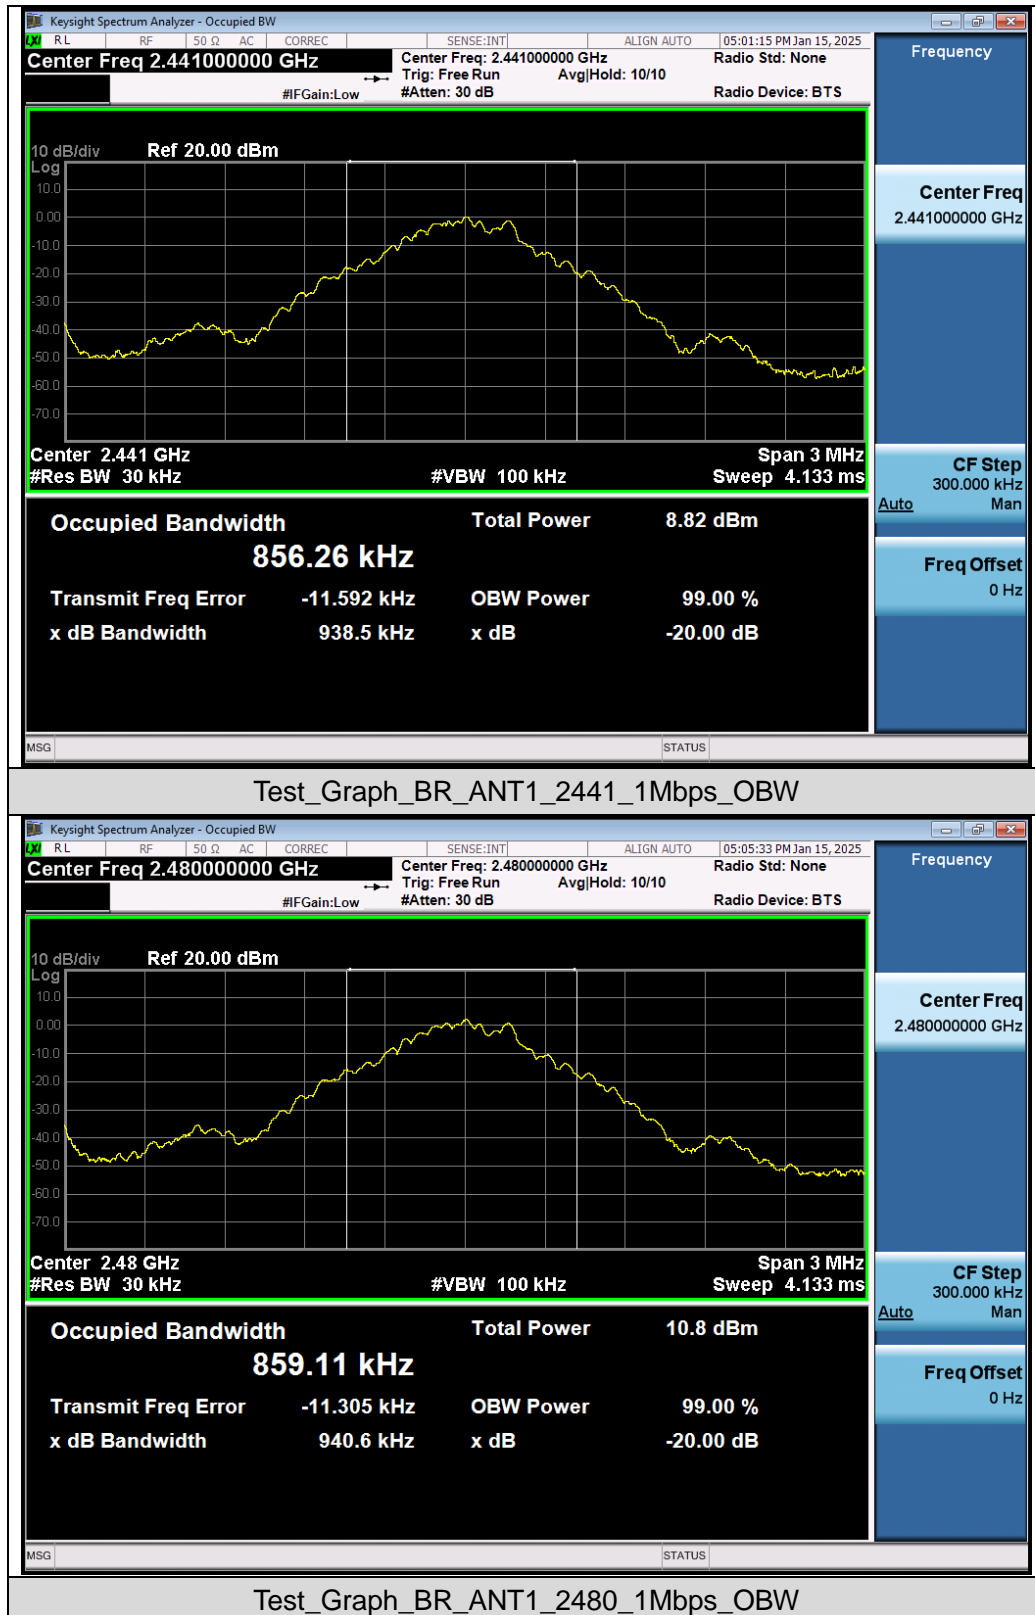 Keysight Spectrum Analyzer - Occupied BW
LXI RL RF 50 Ω AC CORREC SENSE:INT ALIGN AUTO 05:01:15 PM Jan 15, 2025
Center Freq 2.441000000 GHz
Center Freq: 2.441000000 GHz
Radio Std: None
Trig: Free Run Avg|Hold: 10/10
#IFGain:Low #Atten: 30 dB Radio Device: BTS
Frequency
10 dB/div Ref 20.00 dBm
Log
10.0
0.00
-10.0
-20.0
-30.0
-40.0
-50.0
-60.0
-70.0
Center Freq
2.441000000 GHz
Center 2.441 GHz Span 3 MHz
#Res BW 30 kHz #VBW 100 kHz Sweep 4.133 ms
CF Step
300.000 kHz
Auto Man
Occupied Bandwidth Total Power 8.82 dBm
856.26 kHz
Transmit Freq Error -11.592 kHz OBW Power 99.00 %
x dB Bandwidth 938.5 kHz x dB -20.00 dB
Freq Offset
0 Hz
MSG STATUS
Test_Graph_BR_ANT1_2441_1Mbps_OBW
Keysight Spectrum Analyzer - Occupied BW
LXI RL RF 50 Ω AC CORREC SENSE:INT ALIGN AUTO 05:05:33 PM Jan 15, 2025
Center Freq 2.480000000 GHz
Center Freq: 2.480000000 GHz
Radio Std: None
Trig: Free Run Avg|Hold: 10/10
#IFGain:Low #Atten: 30 dB Radio Device: BTS
Frequency
10 dB/div Ref 20.00 dBm
Log
10.0
0.00
-10.0
-20.0
-30.0
-40.0
-50.0
-60.0
-70.0
Center Freq
2.480000000 GHz
Center 2.48 GHz Span 3 MHz
#Res BW 30 kHz #VBW 100 kHz Sweep 4.133 ms
CF Step
300.000 kHz
Auto Man
Occupied Bandwidth Total Power 10.8 dBm
859.11 kHz
Transmit Freq Error -11.305 kHz OBW Power 99.00 %
x dB Bandwidth 940.6 kHz x dB -20.00 dB
Freq Offset
0 Hz
MSG STATUS
Test_Graph_BR_ANT1_2480_1Mbps_OBW